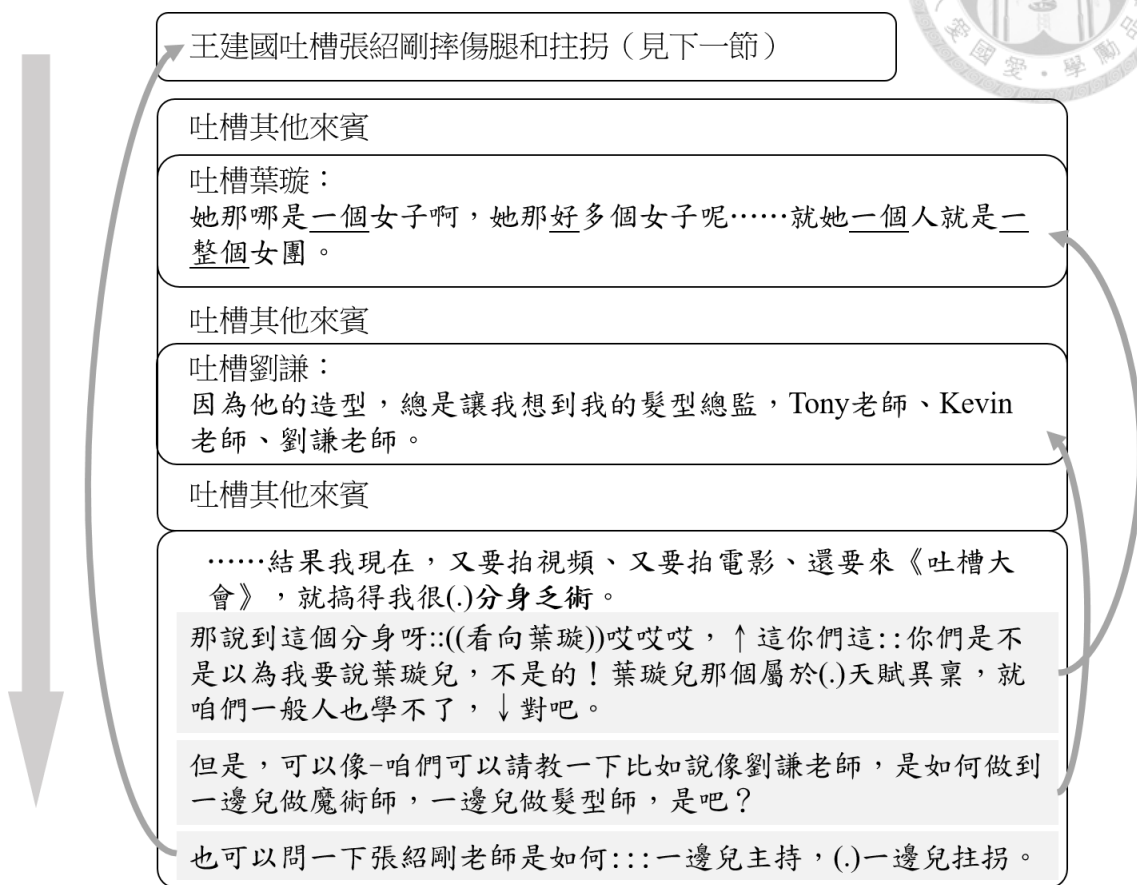 愛國愛・學勵
王建國吐槽張紹剛摔傷腿和拄拐（見下一節）
吐槽其他來賓
吐槽葉璇：
她那哪是一個女子啊，她那好多個女子呢……就她一個人就是一
整個女團。
吐槽其他來賓
吐槽劉謙：
因為他的造型，總是讓我想到我的髮型總監，Tony老師、Kevin
老師、劉謙老師。
吐槽其他來賓
……結果我現在，又要拍視頻、又要拍電影、還要來《吐槽大
會》，就搞得我很(.)分身乏術。
那說到這個分身呀::((看向葉璇))哎哎哎，↑這你們這::你們是不
是以為我要說葉璇兒，不是的！葉璇兒那個屬於(.)天賦異稟，就
咱們一般人也學不了，↓對吧。
但是，可以像-咱們可以請教一下比如說像劉謙老師，是如何做到
一邊兒做魔術師，一邊兒做髮型師，是吧？
也可以問一下張紹剛老師是如何:::一邊兒主持，(.)一邊兒拄拐。